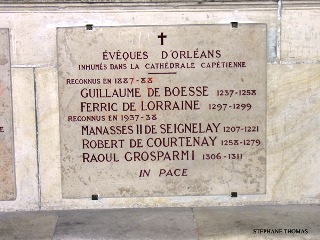 ÉVÊQUES D'ORLÉANS
INHUMÉS DANS LA CATHÉDRALE CAPÉTIENNE
RECONNUS EN 1887-88
GUILLAUME DE BOESSE 1237-1258
FERRIC DE LORRAINE 1297-1299
RECONNUS EN 1937-38
MANASSES II DE SEIGNELAY 1207-1221
ROBERT DE COURTENAY 1258-1279
RAOUL GROSPARMI 1306-1311
IN PACE
STEPHANE THOMAS